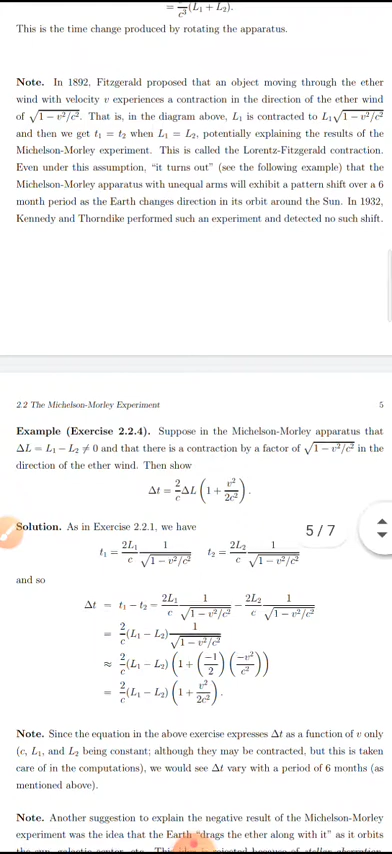 = v²/c³ (L₁ + L₂).
This is the time change produced by rotating the apparatus.
Note. In 1892, Fitzgerald proposed that an object moving through the ether
wind with velocity v experiences a contraction in the direction of the ether wind
of √(1 − v²/c²). That is, in the diagram above, L₁ is contracted to L₁√(1 − v²/c²)
and then we get t₁ = t₂ when L₁ = L₂, potentially explaining the results of the
Michelson-Morley experiment. This is called the Lorentz-Fitzgerald contraction.
Even under this assumption, “it turns out” (see the following example) that the
Michelson-Morley apparatus with unequal arms will exhibit a pattern shift over a 6
month period as the Earth changes direction in its orbit around the Sun. In 1932,
Kennedy and Thorndike performed such an experiment and detected no such shift.
2.2 The Michelson-Morley Experiment 5
Example (Exercise 2.2.4). Suppose in the Michelson-Morley apparatus that
ΔL = L₁ − L₂ ≠ 0 and that there is a contraction by a factor of √(1 − v²/c²) in the
direction of the ether wind. Then show
Δt = 2/c ΔL (1 + v²/2c²).
Solution. As in Exercise 2.2.1, we have
5 / 7
t₁ = 2L₁/c 1/√(1 − v²/c²) t₂ = 2L₂/c 1/√(1 − v²/c²)
and so
Δt = t₁ − t₂ = 2L₁/c 1/√(1 − v²/c²) − 2L₂/c 1/√(1 − v²/c²)
= 2/c (L₁ − L₂) 1/√(1 − v²/c²)
≈ 2/c (L₁ − L₂) (1 + (−1/2) (−v²/c²))
= 2/c (L₁ − L₂) (1 + v²/2c²).
Note. Since the equation in the above exercise expresses Δt as a function of v only
(c, L₁, and L₂ being constant; although they may be contracted, but this is taken
care of in the computations), we would see Δt vary with a period of 6 months (as
mentioned above).
Note. Another suggestion to explain the negative result of the Michelson-Morley
experiment was the idea that the Earth “drags the ether along with it” as it orbits